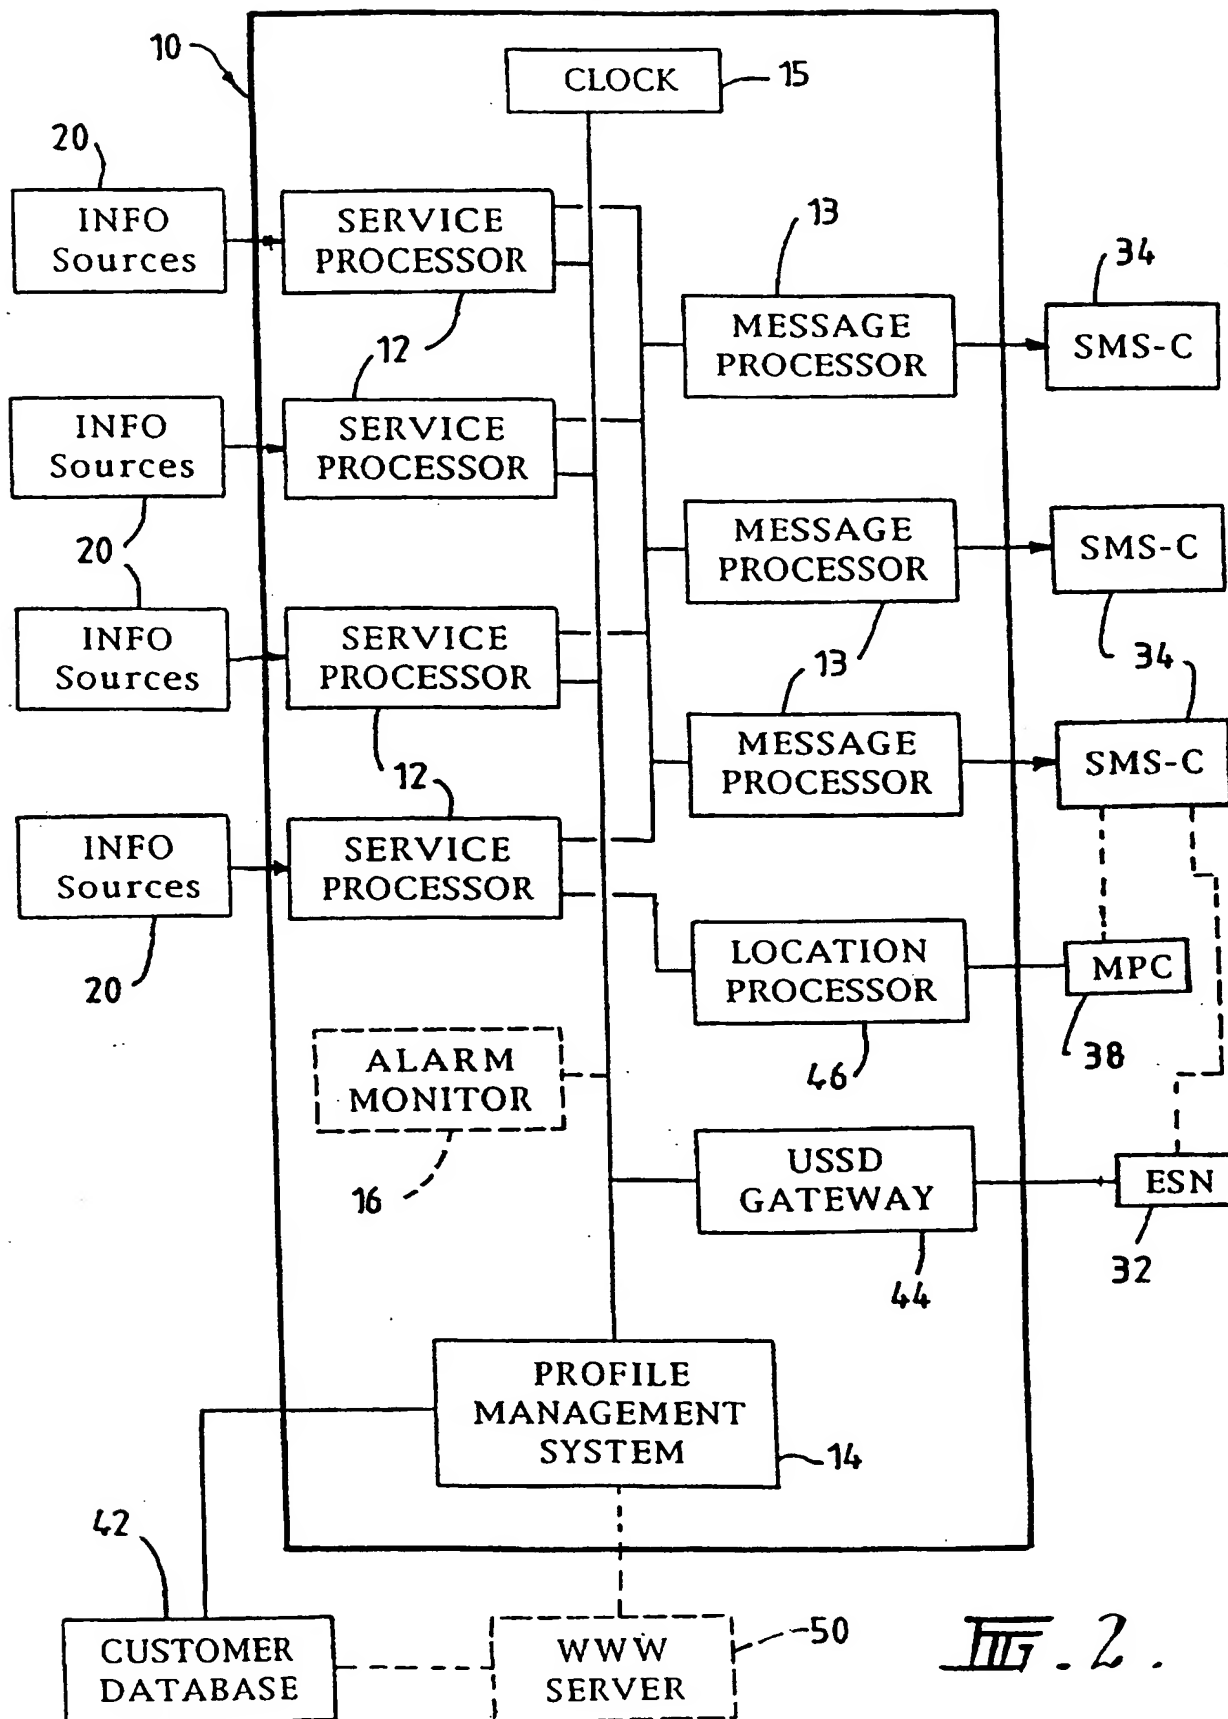 10
CLOCK
15
20
INFO
Sources
SERVICE
PROCESSOR
13
34
12
MESSAGE
PROCESSOR
SMS-C
INFO
Sources
SERVICE
PROCESSOR
20
MESSAGE
PROCESSOR
SMS-C
INFO
Sources
SERVICE
PROCESSOR
13
34
12
MESSAGE
PROCESSOR
SMS-C
INFO
Sources
SERVICE
PROCESSOR
20
LOCATION
PROCESSOR
MPC
46
38
ALARM
MONITOR
16
USSD
GATEWAY
ESN
44
32
PROFILE
MANAGEMENT
SYSTEM
14
42
CUSTOMER
DATABASE
WWW
SERVER
50
FIG. 2.